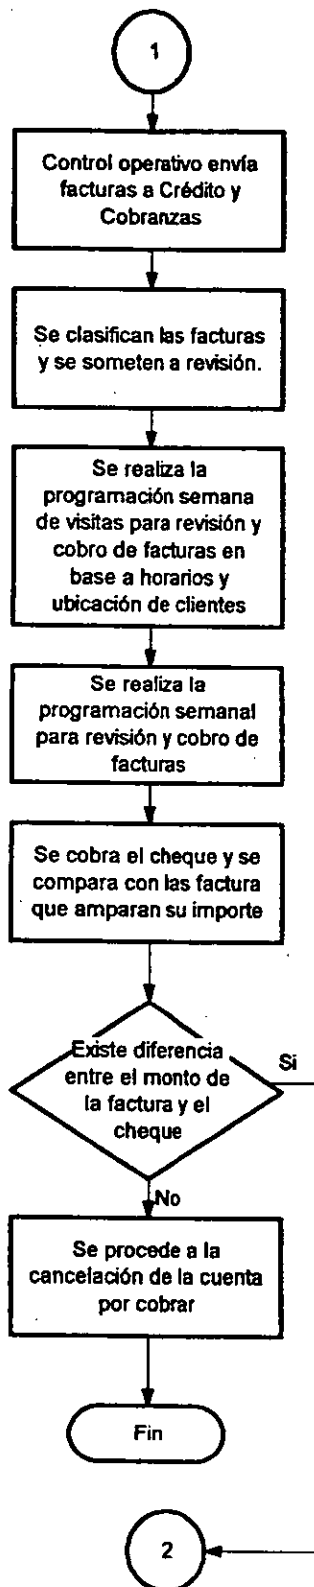 1
Control operativo envía
facturas a Crédito y
Cobranzas
Se clasifican las facturas
y se someten a revisión.
Se realiza la
programación semana
de visitas para revisión y
cobro de facturas en
base a horarios y
ubicación de clientes
Se realiza la
programación semanal
para revisión y cobro de
facturas
Se cobra el cheque y se
compara con las factura
que amparan su importe
Existe diferencia
entre el monto de
la factura y el
cheque
Si
No
Se procede a la
cancelación de la cuenta
por cobrar
Fin
2